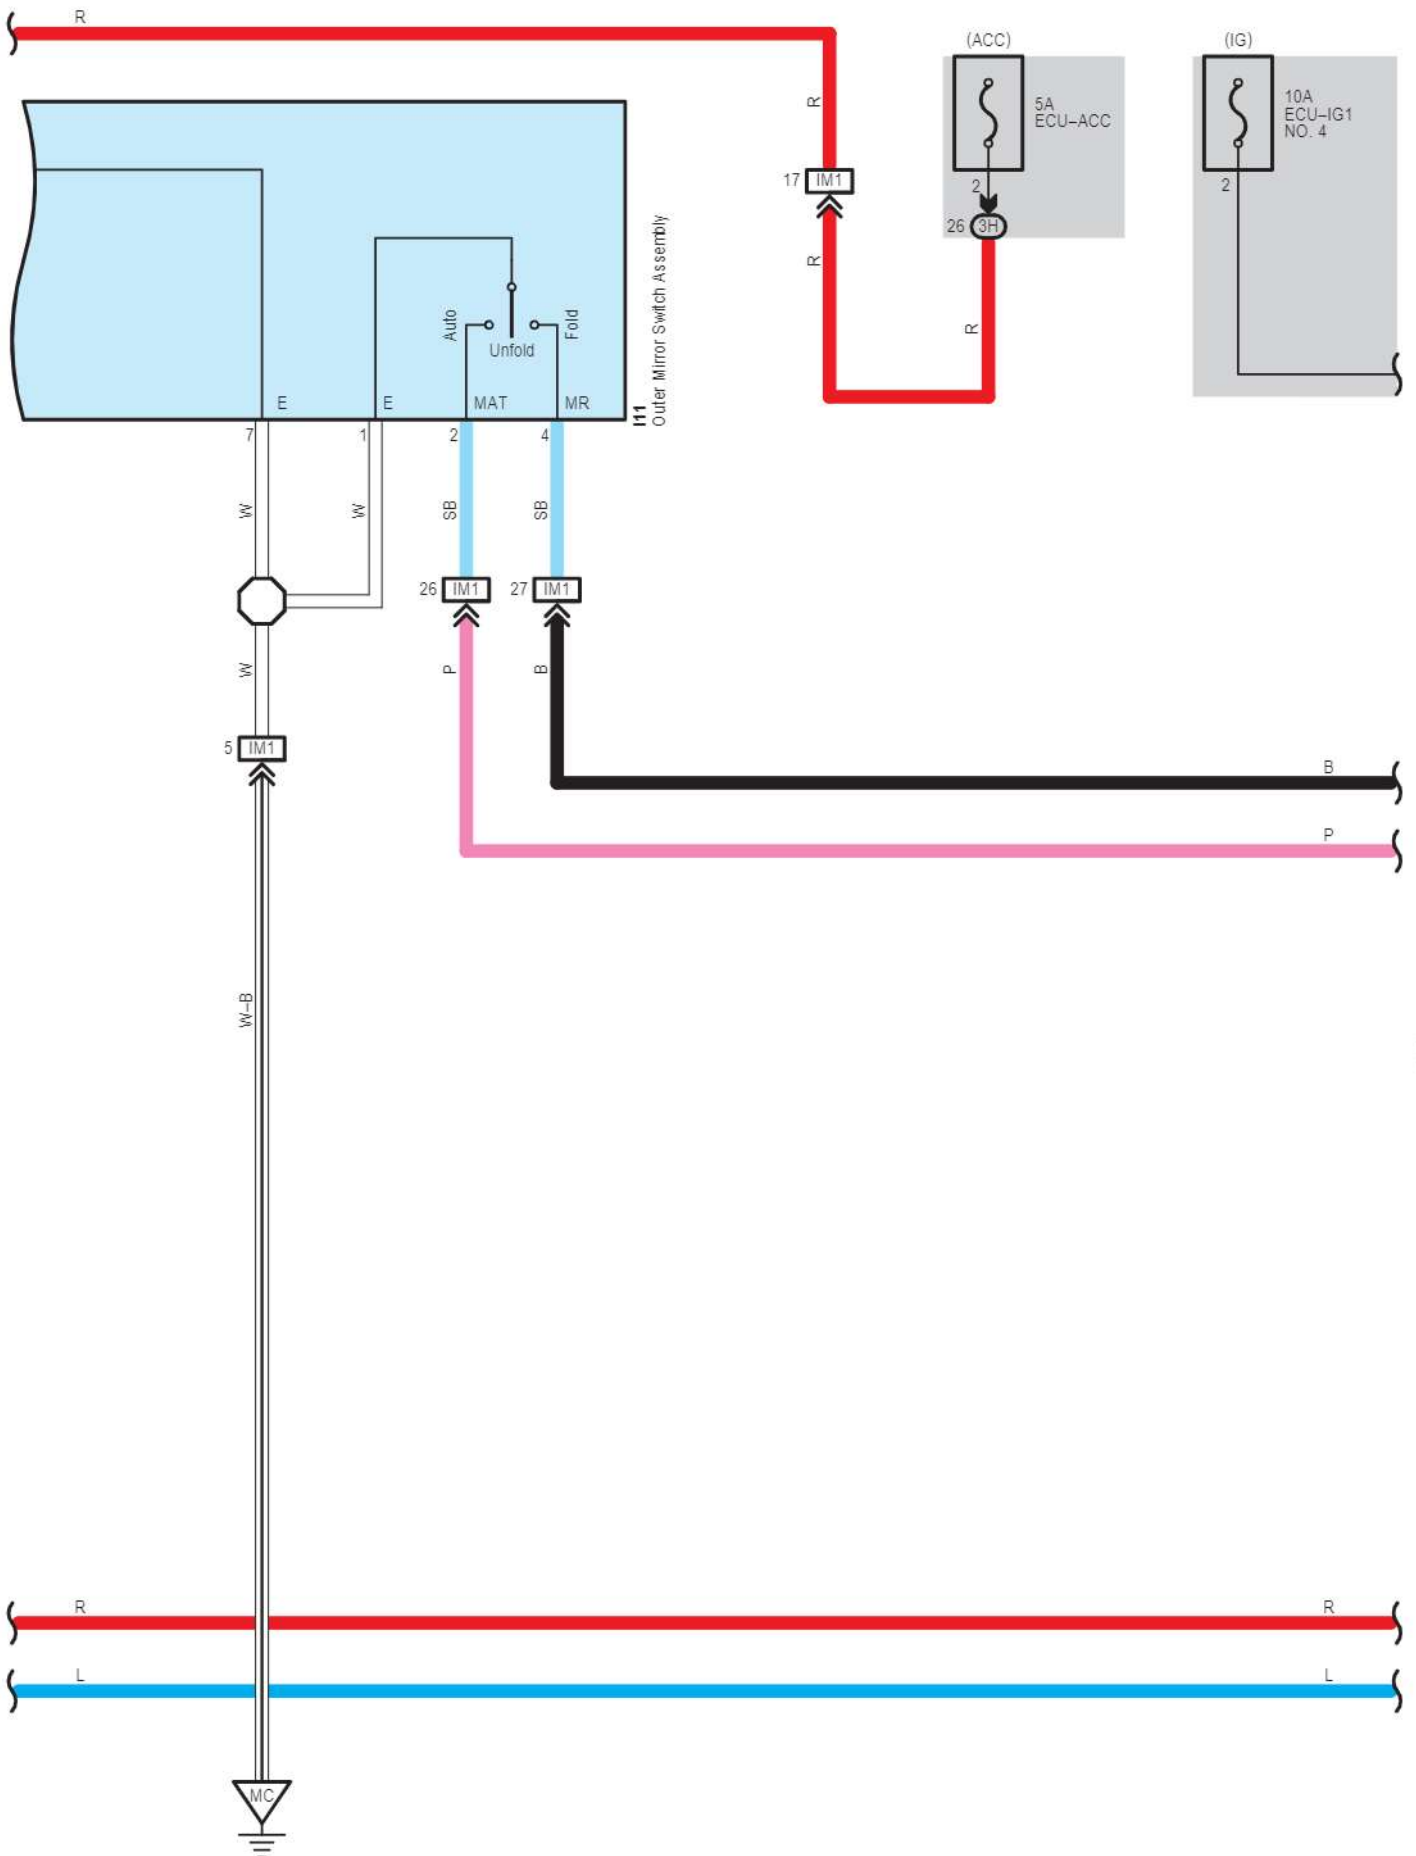 R
(ACC)
(IG)
5A
ECU–ACC
10A
ECU–IG1
NO. 4
R
17 IM1
2
2
26 3H
R
R
Auto
Unfold
Fold
E
E
MAT
MR
I11
Outer Mirror Switch Assembly
7
1
2
4
W
W
SB
SB
26 IM1
27 IM1
W
P
B
5 IM1
B
P
W–B
R
R
L
L
MC